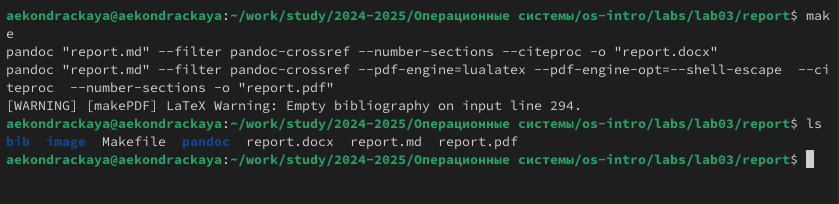 aekondrackaya@aekondrackaya:~/work/study/2024-2025/Операционные системы/os-intro/labs/lab03/report$ mak
e
pandoc "report.md" --filter pandoc-crossref --number-sections --citeproc -o "report.docx"
pandoc "report.md" --filter pandoc-crossref --pdf-engine=lualatex --pdf-engine-opt=--shell-escape  --ci
teproc  --number-sections -o "report.pdf"
[WARNING] [makePDF] LaTeX Warning: Empty bibliography on input line 294.
aekondrackaya@aekondrackaya:~/work/study/2024-2025/Операционные системы/os-intro/labs/lab03/report$ ls
bib  image  Makefile  pandoc  report.docx  report.md  report.pdf
aekondrackaya@aekondrackaya:~/work/study/2024-2025/Операционные системы/os-intro/labs/lab03/report$